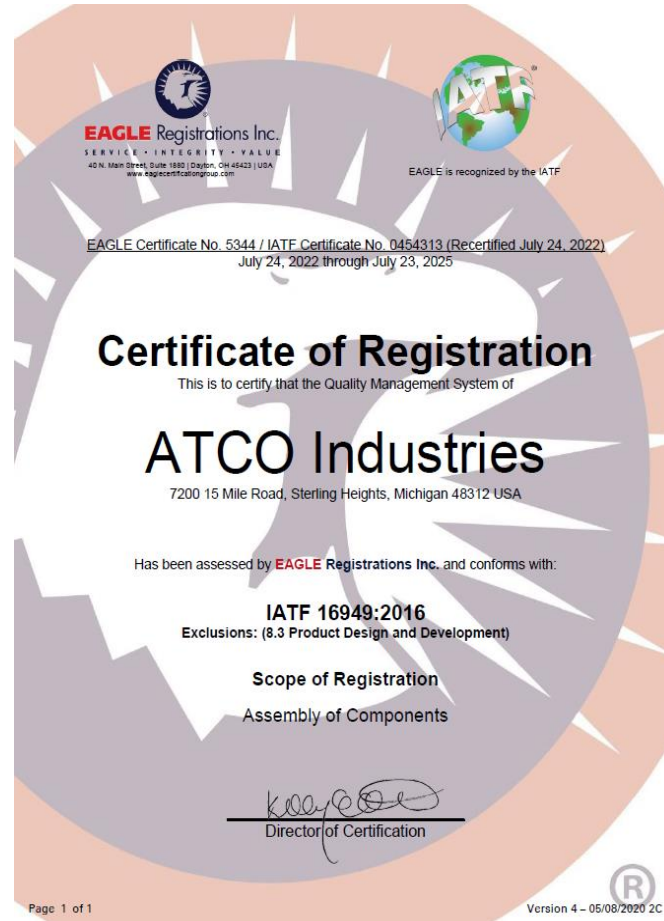 EAGLE Registrations Inc.
SERVICE • INTEGRITY • VALUE
40 N. Main Street, Suite 1880 | Dayton, OH 45423 | USA
www.eaglecertificationgroup.com
IATF®
EAGLE is recognized by the IATF
EAGLE Certificate No. 5344 / IATF Certificate No. 0454313 (Recertified July 24, 2022)
July 24, 2022 through July 23, 2025
Certificate of Registration
This is to certify that the Quality Management System of
ATCO Industries
7200 15 Mile Road, Sterling Heights, Michigan 48312 USA
Has been assessed by EAGLE Registrations Inc. and conforms with:
IATF 16949:2016
Exclusions: (8.3 Product Design and Development)
Scope of Registration
Assembly of Components
Director of Certification
®
Page 1 of 1
Version 4 – 05/08/2020 2C